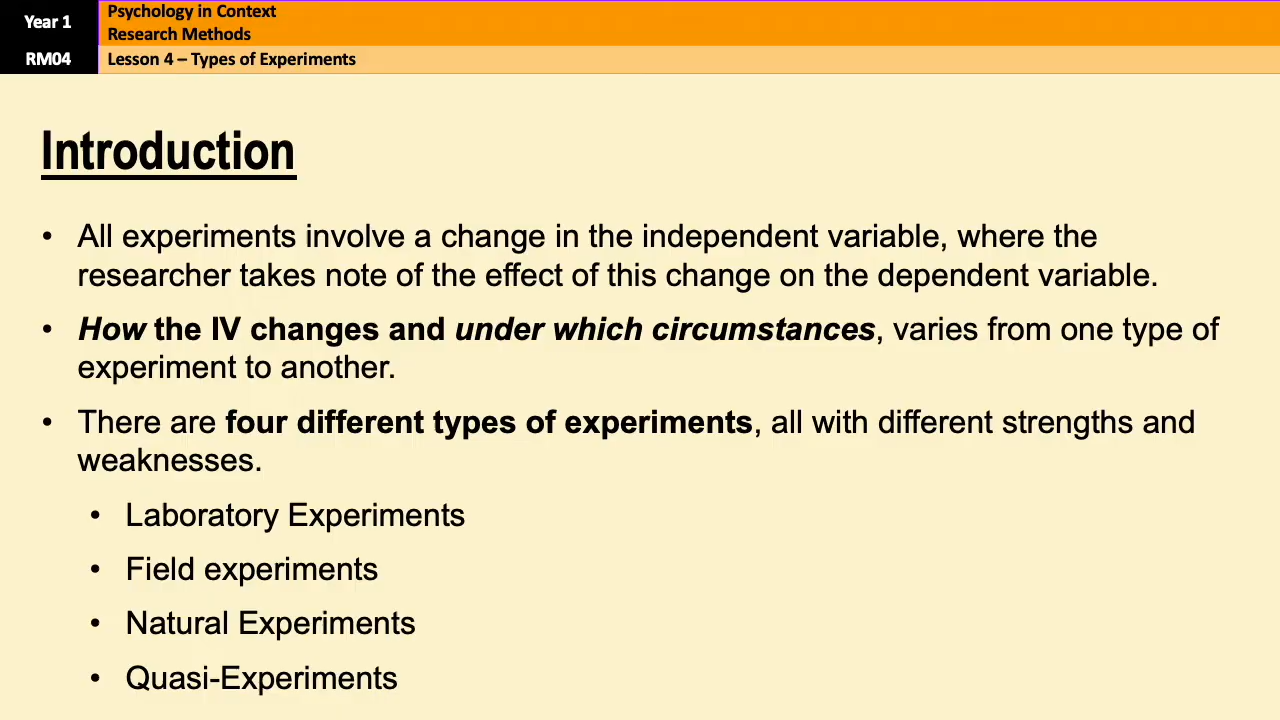 Year 1
Psychology in Context
Research Methods
RM04
Lesson 4 – Types of Experiments
Introduction
• All experiments involve a change in the independent variable, where the
researcher takes note of the effect of this change on the dependent variable.
• How the IV changes and under which circumstances, varies from one type of
experiment to another.
• There are four different types of experiments, all with different strengths and
weaknesses.
• Laboratory Experiments
• Field experiments
• Natural Experiments
• Quasi-Experiments